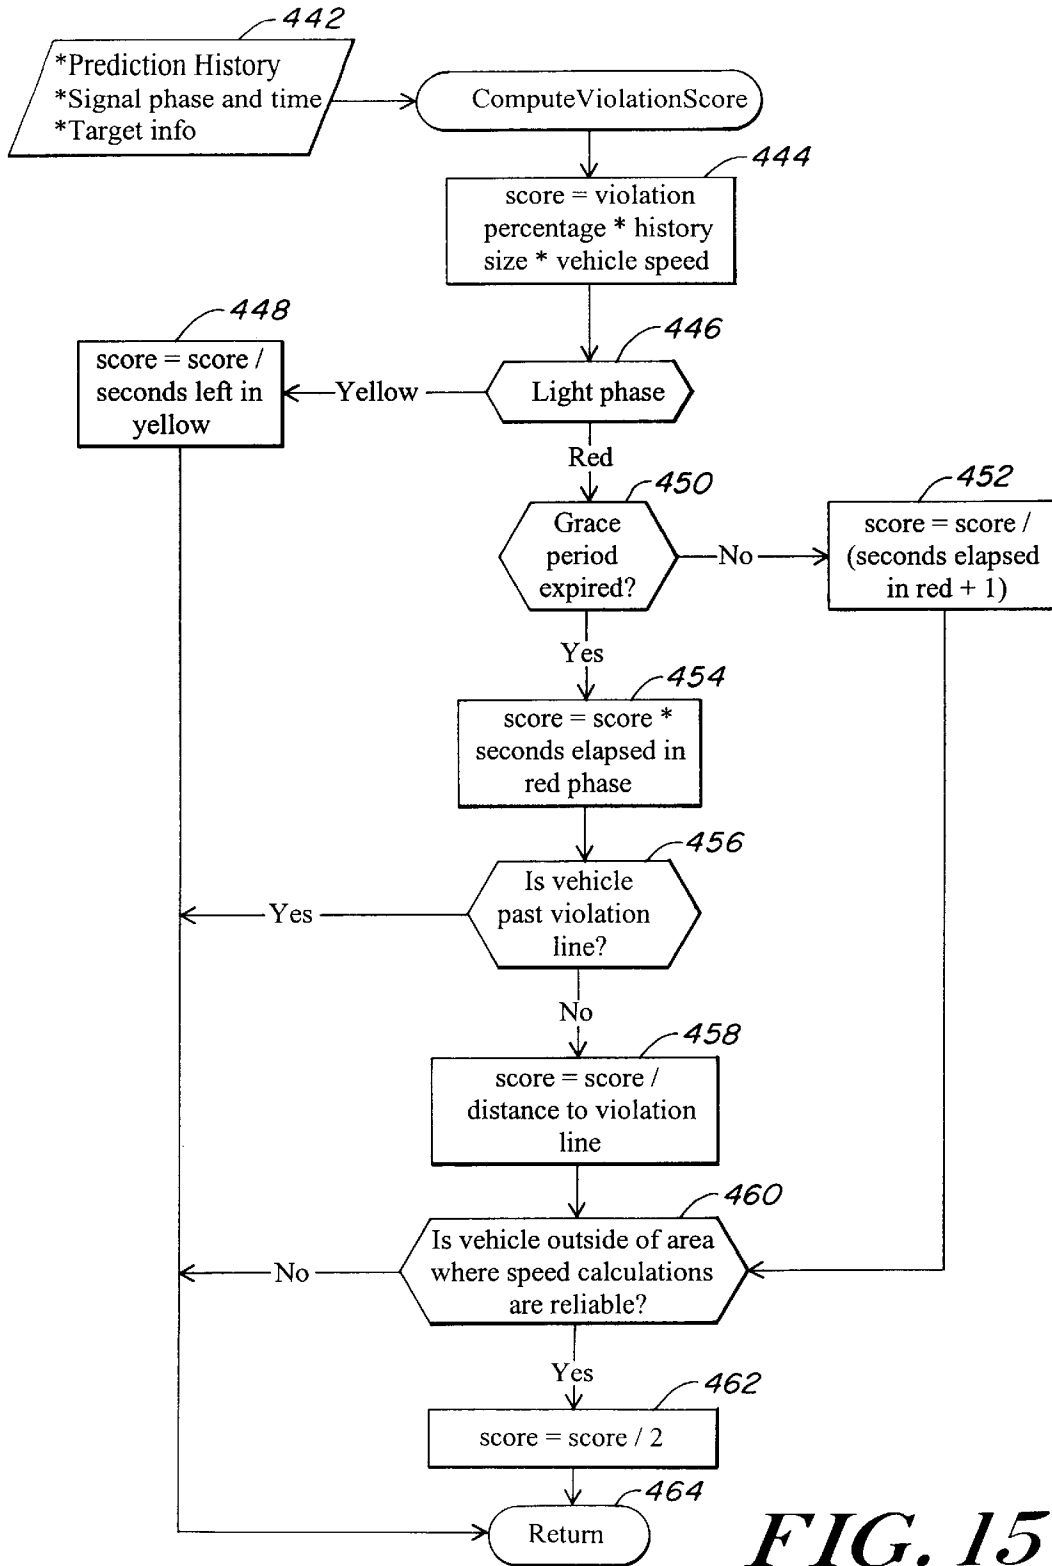 442
*Prediction History
*Signal phase and time
*Target info
ComputeViolationScore
444
score = violation
percentage * history
size * vehicle speed
446
Light phase
Yellow
448
score = score /
seconds left in
yellow
Red
450
Grace
period
expired?
No
452
score = score /
(seconds elapsed
in red + 1)
Yes
454
score = score *
seconds elapsed in
red phase
456
Is vehicle
past violation
line?
Yes
No
458
score = score /
distance to violation
line
460
Is vehicle outside of area
where speed calculations
are reliable?
No
Yes
462
score = score / 2
464
Return
FIG. 15